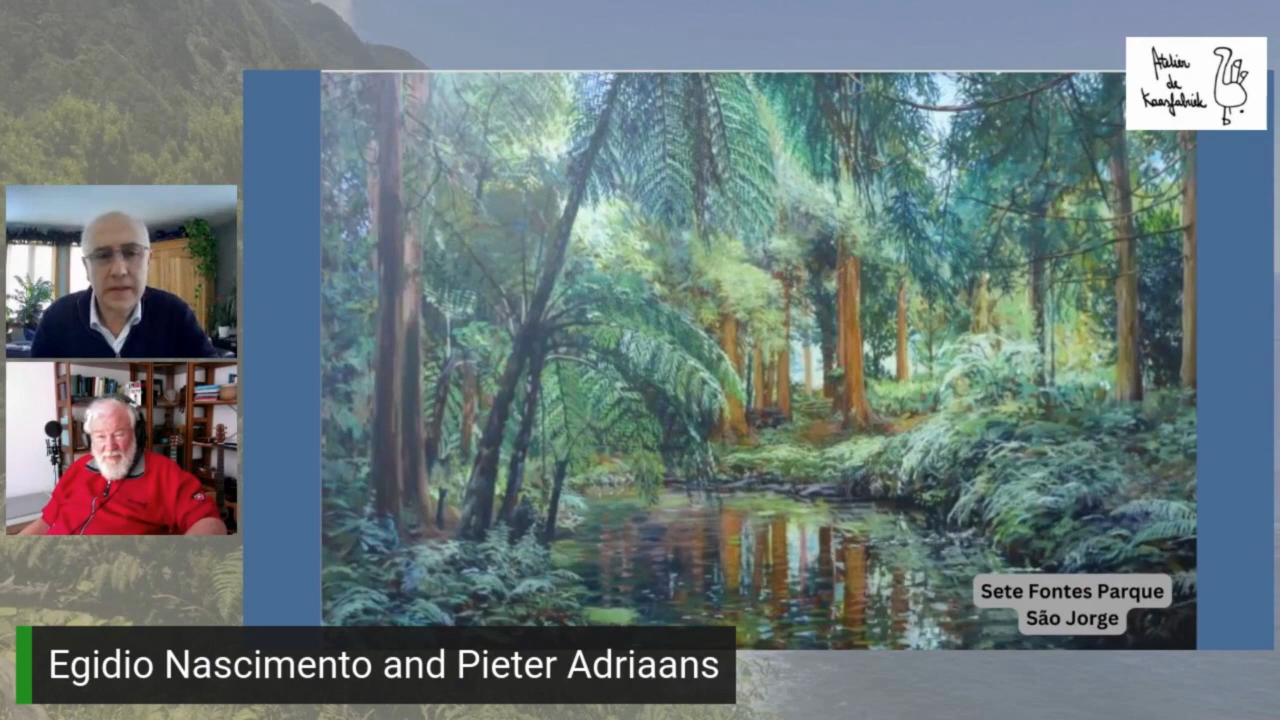 Atelier
de
Kaasfabriek
Sete Fontes Parque
São Jorge
Egidio Nascimento and Pieter Adriaans